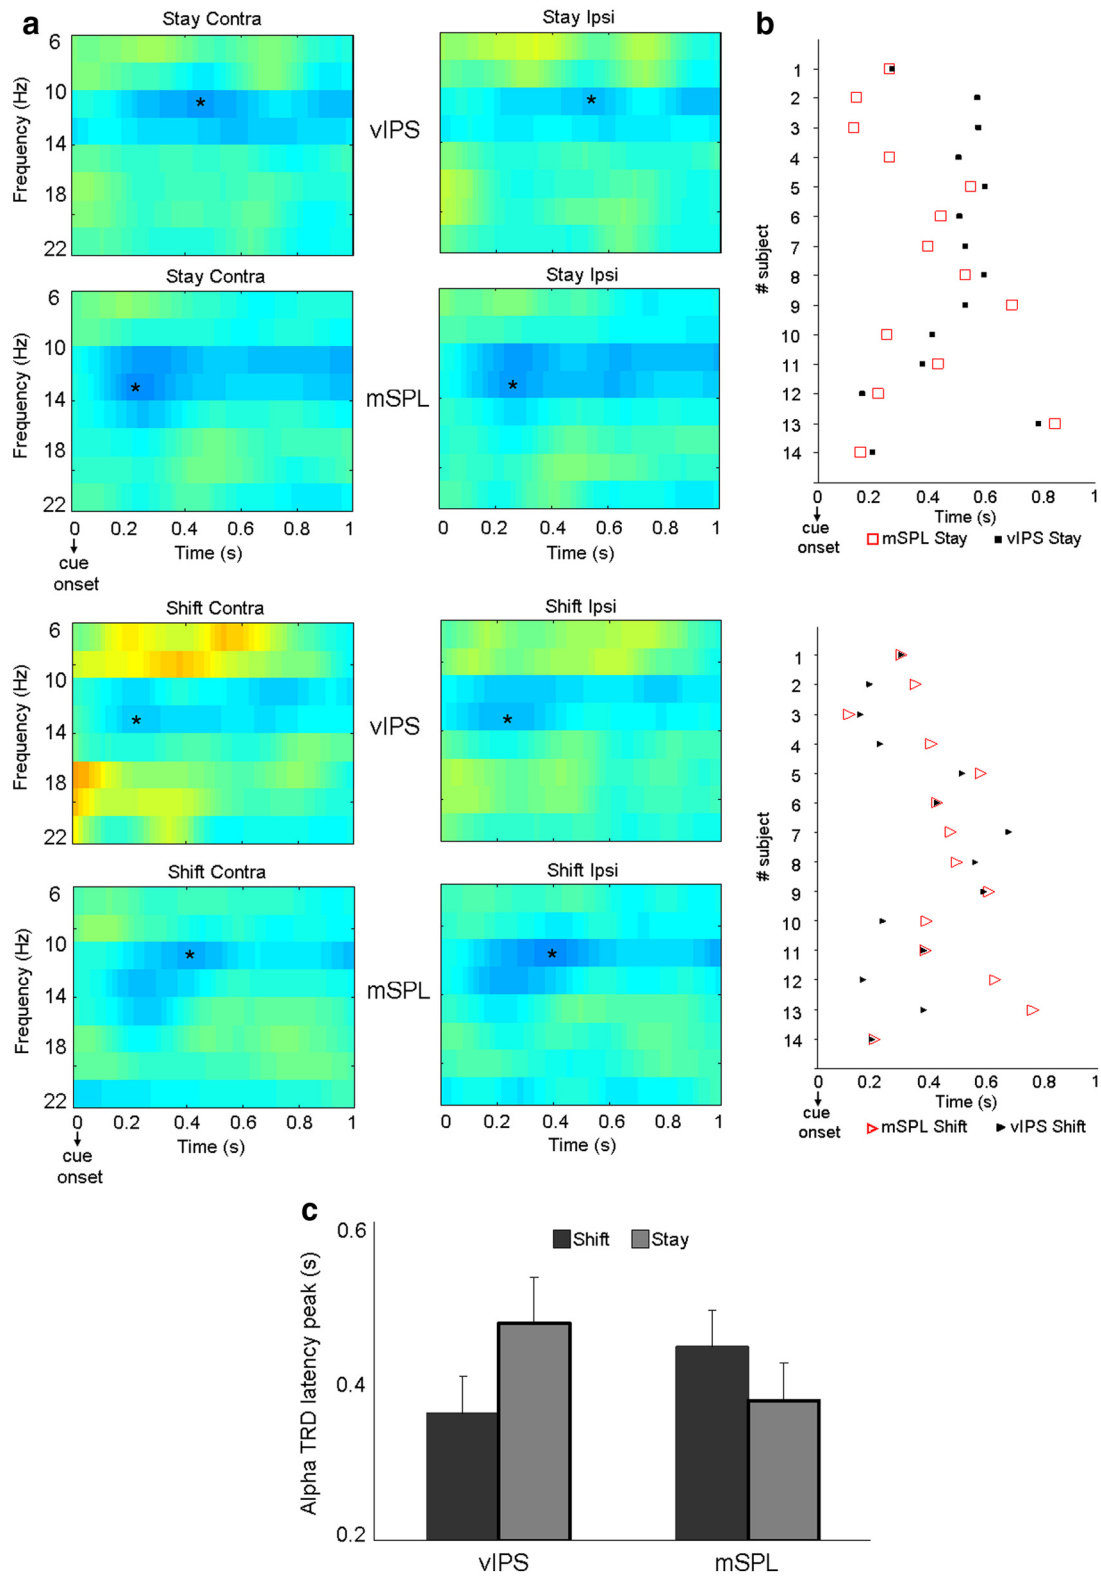 a
Stay Contra
Stay Ipsi
Frequency (Hz)
6
10
14
18
22
vIPS
Stay Contra
Stay Ipsi
Frequency (Hz)
6
10
14
18
22
mSPL
0 0.2 0.4 0.6 0.8 1
Time (s)
cue
onset
0 0.2 0.4 0.6 0.8 1
Time (s)
Shift Contra
Shift Ipsi
Frequency (Hz)
6
10
14
18
22
vIPS
Shift Contra
Shift Ipsi
Frequency (Hz)
6
10
14
18
22
mSPL
0 0.2 0.4 0.6 0.8 1
Time (s)
cue
onset
0 0.2 0.4 0.6 0.8 1
Time (s)
b
# subject
1
2
3
4
5
6
7
8
9
10
11
12
13
14
0 0.2 0.4 0.6 0.8 1
Time (s)
cue
onset
mSPL Stay vIPS Stay
# subject
1
2
3
4
5
6
7
8
9
10
11
12
13
14
0 0.2 0.4 0.6 0.8 1
Time (s)
cue
onset
mSPL Shift vIPS Shift
c
Alpha TRD latency peak (s)
0.6
0.4
0.2
Shift Stay
vIPS mSPL